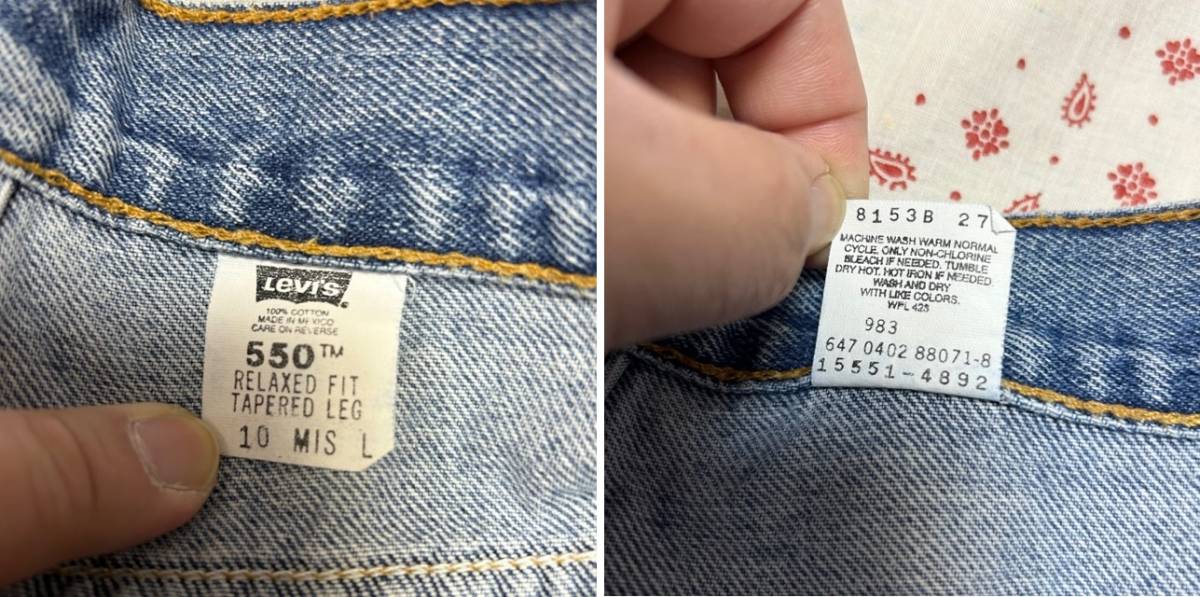 Levi's
100% COTTON
MADE IN MEXICO
CARE ON REVERSE
550™
RELAXED FIT
TAPERED LEG
10 MIS L
8153B 27
MACHINE WASH WARM NORMAL
CYCLE. ONLY NON-CHLORINE
BLEACH IF NEEDED. TUMBLE
DRY HOT. HOT IRON IF NEEDED
WASH AND DRY
WITH LIKE COLORS.
WPL 423
983
647 0402 88071-8
15551-4892